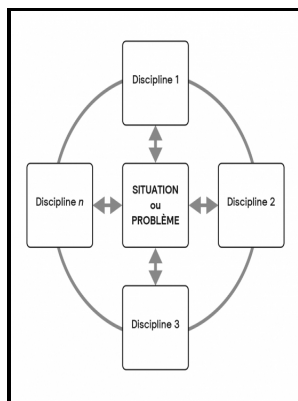 Discipline 1
Discipline n
SITUATION
ou
PROBLÈME
Discipline 2
Discipline 3